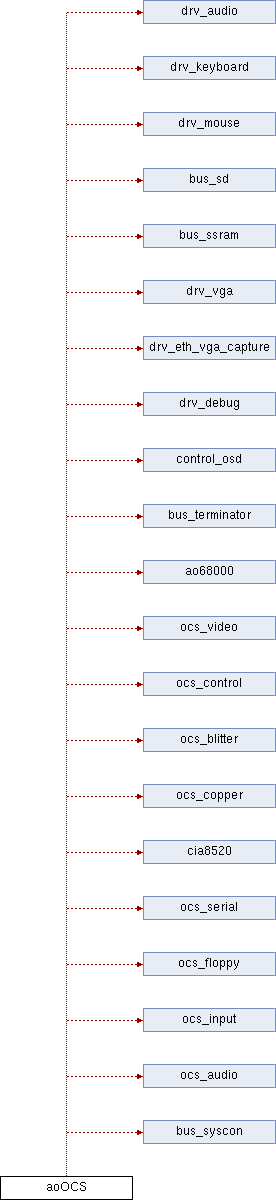 drv_audio
drv_keyboard
drv_mouse
bus_sd
bus_ssram
drv_vga
drv_eth_vga_capture
drv_debug
control_osd
bus_terminator
ao68000
ocs_video
ocs_control
ocs_blitter
ocs_copper
cia8520
ocs_serial
ocs_floppy
ocs_input
ocs_audio
bus_syscon
aoOCS